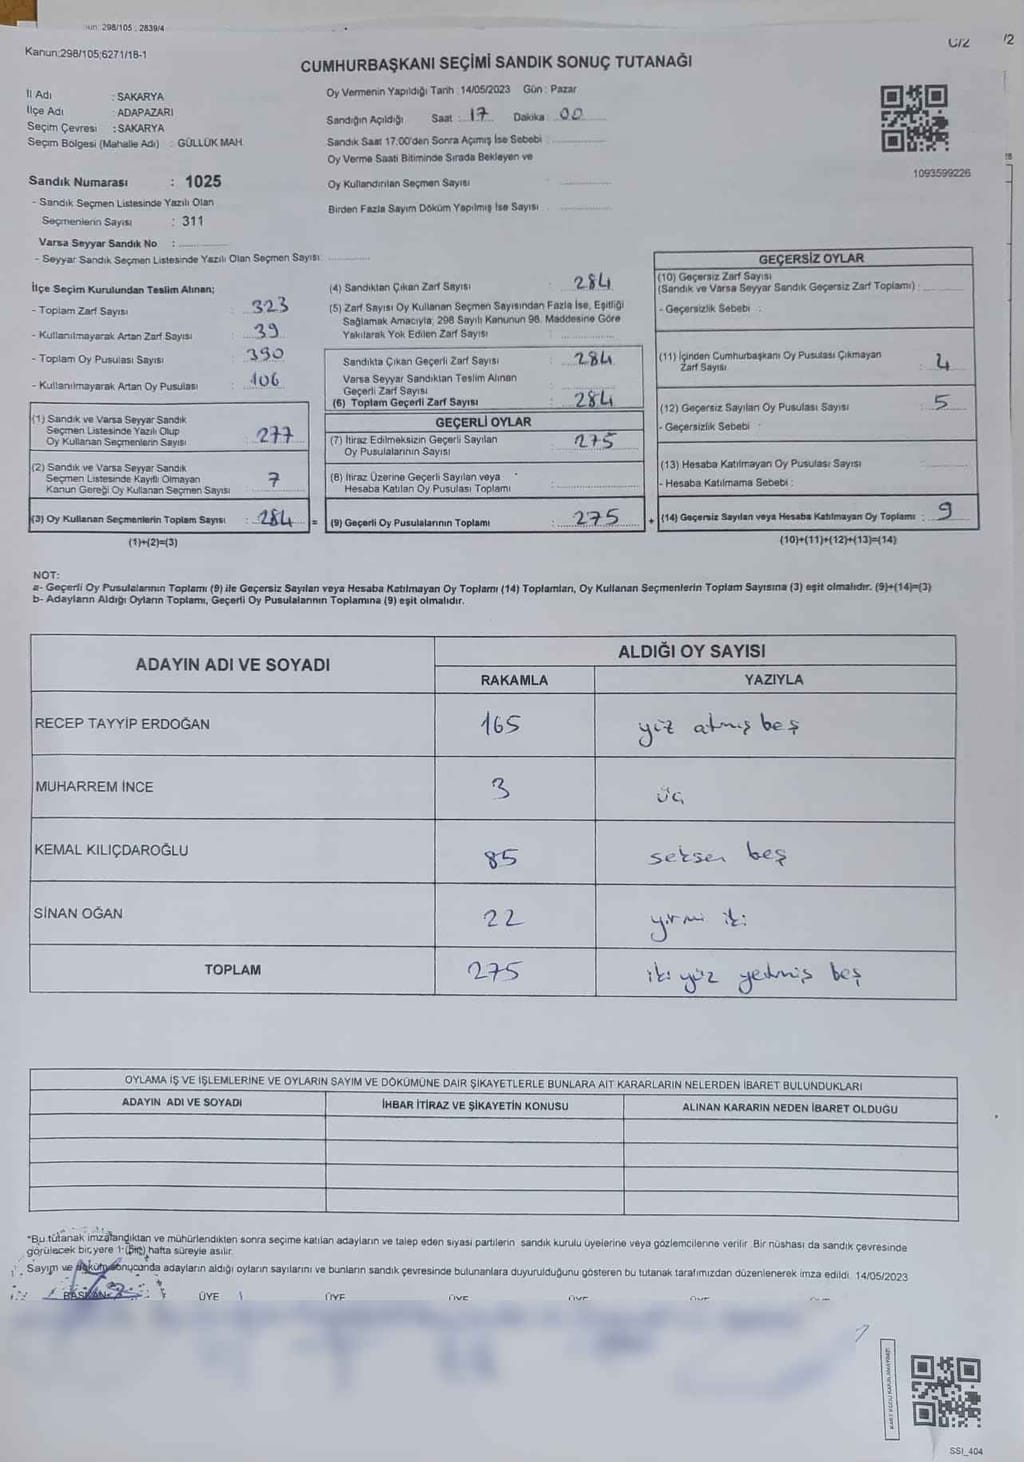 298/105 . 2839/4
Kanun:298/105;6271/18-1
/2
CUMHURBAŞKANI SEÇİMİ SANDIK SONUÇ TUTANAĞI
İl Adı : SAKARYA
İlçe Adı : ADAPAZARI
Seçim Çevresi : SAKARYA
Seçim Bölgesi (Mahalle Adı) : GÜLLÜK MAH.
Oy Vermenin Yapıldığı Tarih : 14/05/2023 Gün : Pazar
Sandığın Açıldığı Saat : 17 Dakika : 00
Sandık Saat 17.00'den Sonra Açımış İse Sebebi :
Oy Verme Saati Bitiminde Sırada Bekleyen ve
Oy Kullandırılan Seçmen Sayısı
Birden Fazla Sayım Döküm Yapılmış İse Sayısı
1093599226
Sandık Numarası : 1025
- Sandık Seçmen Listesinde Yazılı Olan
Seçmenlerin Sayısı : 311
Varsa Seyyar Sandık No :
- Seyyar Sandık Seçmen Listesinde Yazılı Olan Seçmen Sayısı:
İlçe Seçim Kurulundan Teslim Alınan;
- Toplam Zarf Sayısı : 323
- Kullanılmayarak Artan Zarf Sayısı : 39
- Toplam Oy Pusulası Sayısı : 390
- Kullanılmayarak Artan Oy Pusulası : 106
(1) Sandık ve Varsa Seyyar Sandık
Seçmen Listesinde Yazılı Olup
Oy Kullanan Seçmenlerin Sayısı : 277
(2) Sandık ve Varsa Seyyar Sandık
Seçmen Listesinde Kayıtlı Olmayan
Kanun Gereği Oy Kullanan Seçmen Sayısı : 7
(3) Oy Kullanan Seçmenlerin Toplam Sayısı : 284 =
(1)+(2)=(3)
(4) Sandıktan Çıkan Zarf Sayısı : 284
(5) Zarf Sayısı Oy Kullanan Seçmen Sayısından Fazla İse, Eşitliği
Sağlamak Amacıyla, 298 Sayılı Kanunun 98. Maddesine Göre
Yakılarak Yok Edilen Zarf Sayısı :
Sandıkta Çıkan Geçerli Zarf Sayısı : 284
Varsa Seyyar Sandıktan Teslim Alınan
Geçerli Zarf Sayısı
(6) Toplam Geçerli Zarf Sayısı : 284
GEÇERLİ OYLAR
(7) İtiraz Edilmeksizin Geçerli Sayılan
Oy Pusulalarının Sayısı : 275
(8) İtiraz Üzerine Geçerli Sayılan veya
Hesaba Katılan Oy Pusulası Toplamı :
(9) Geçerli Oy Pusulalarının Toplamı : 275 +
GEÇERSİZ OYLAR
(10) Geçersiz Zarf Sayısı
(Sandık ve Varsa Seyyar Sandık Geçersiz Zarf Toplamı) :
- Geçersizlik Sebebi :
(11) İçinden Cumhurbaşkanı Oy Pusulası Çıkmayan
Zarf Sayısı : 4
(12) Geçersiz Sayılan Oy Pusulası Sayısı : 5
- Geçersizlik Sebebi :
(13) Hesaba Katılmayan Oy Pusulası Sayısı
- Hesaba Katılmama Sebebi :
(14) Geçersiz Sayılan veya Hesaba Katılmayan Oy Toplamı : 9
(10)+(11)+(12)+(13)=(14)
NOT:
a- Geçerli Oy Pusulalarının Toplamı (9) ile Geçersiz Sayılan veya Hesaba Katılmayan Oy Toplamı (14) Toplamları, Oy Kullanan Seçmenlerin Toplam Sayısına (3) eşit olmalıdır. (9)+(14)=(3)
b- Adayların Aldığı Oyların Toplamı, Geçerli Oy Pusulalarının Toplamına (9) eşit olmalıdır.
ADAYIN ADI VE SOYADI ALDIĞI OY SAYISI
RAKAMLA YAZIYLA
RECEP TAYYİP ERDOĞAN 165 yüz atmış beş
MUHARREM İNCE 3 üç
KEMAL KILIÇDAROĞLU 85 seksen beş
SİNAN OĞAN 22 yirmi iki
TOPLAM 275 iki yüz yetmiş beş
OYLAMA İŞ VE İŞLEMLERİNE VE OYLARIN SAYIM VE DÖKÜMÜNE DAİR ŞİKAYETLERLE BUNLARA AİT KARARLARIN NELERDEN İBARET BULUNDUKLARI
ADAYIN ADI VE SOYADI İHBAR İTİRAZ VE ŞİKAYETİN KONUSU ALINAN KARARIN NEDEN İBARET OLDUĞU
*Bu tutanak imzalandıktan ve mühürlendikten sonra seçime katılan adayların ve talep eden siyasi partilerin sandık kurulu üyelerine veya gözlemcilerine verilir. Bir nüshası da sandık çevresinde
görülecek bir yere 1 (Bir) hafta süreyle asılır.
Sayım ve döküm sonucunda adayların aldığı oyların sayılarını ve bunların sandık çevresinde bulunanlara duyurulduğunu gösteren bu tutanak tarafımızdan düzenlenerek imza edildi. 14/05/2023
BAŞKAN ÜYE ÜYE ÜYE ÜYE ÜYE
SSİ_404